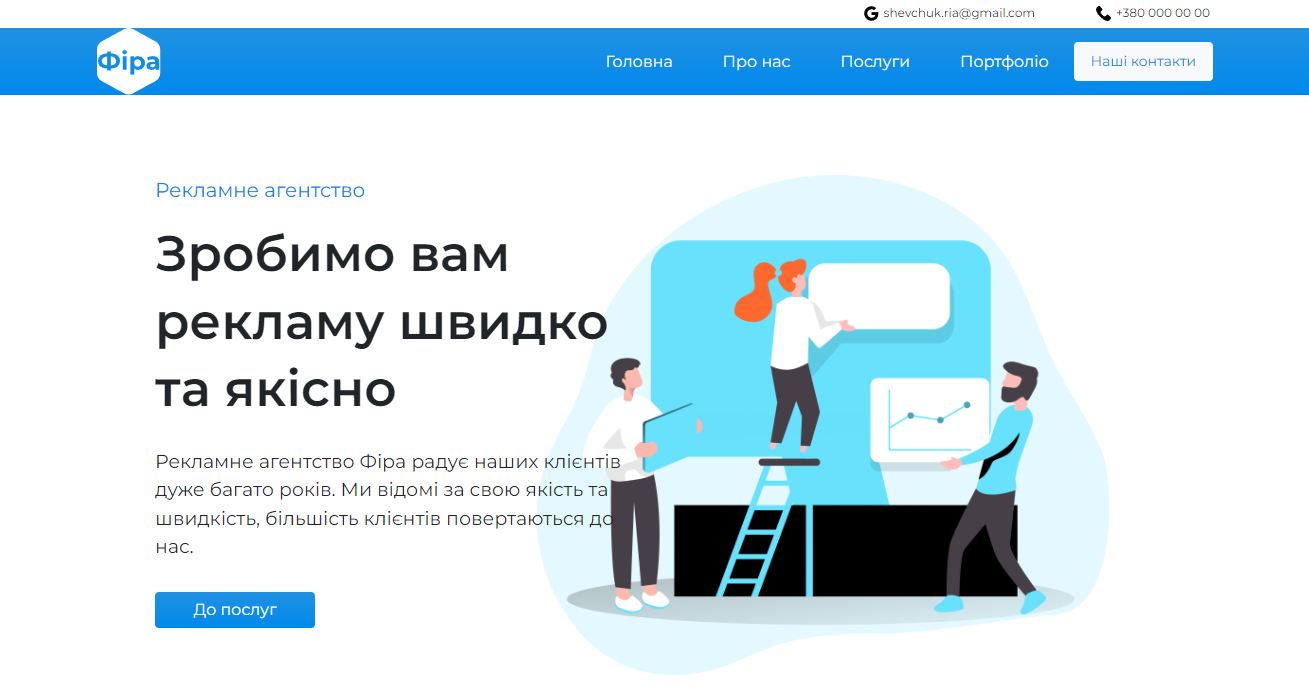 shevchuk.ria@gmail.com
+380 000 00 00
Фіра
Головна
Про нас
Послуги
Портфоліо
Наші контакти
Рекламне агентство
Зробимо вам
рекламу швидко
та якісно
Рекламне агентство Фіра радує наших клієнтів
дуже багато років. Ми відомі за свою якість та
швидкість, більшість клієнтів повертаються до
нас.
До послуг